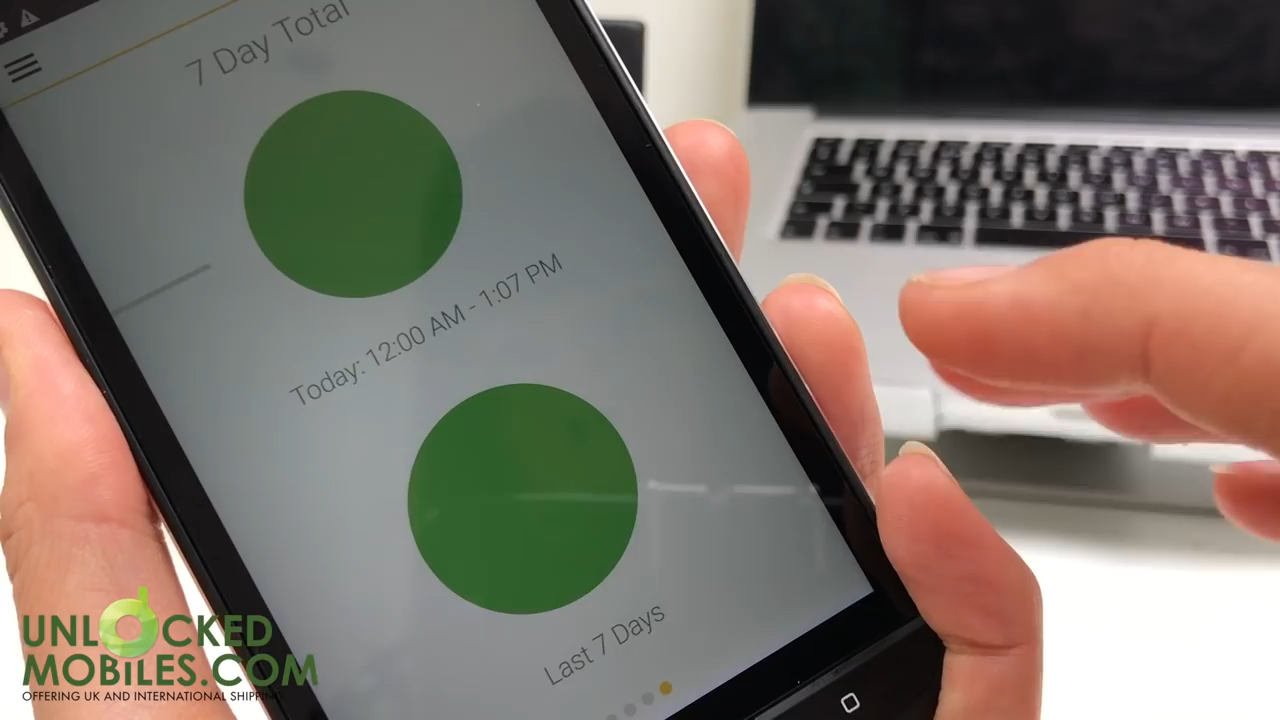 7 Day Total
Today: 12:00 AM - 1:07 PM
Last 7 Days
UNLOCKED
MOBILES.COM
OFFERING UK AND INTERNATIONAL SHIPPING